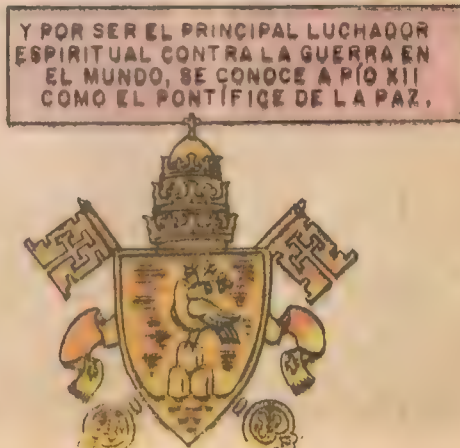 Y POR SER EL PRINCIPAL LUCHADOR
ESPIRITUAL CONTRA LA GUERRA EN
EL MUNDO, SE CONOCE A PÍO XII
COMO EL PONTÍFICE DE LA PAZ.